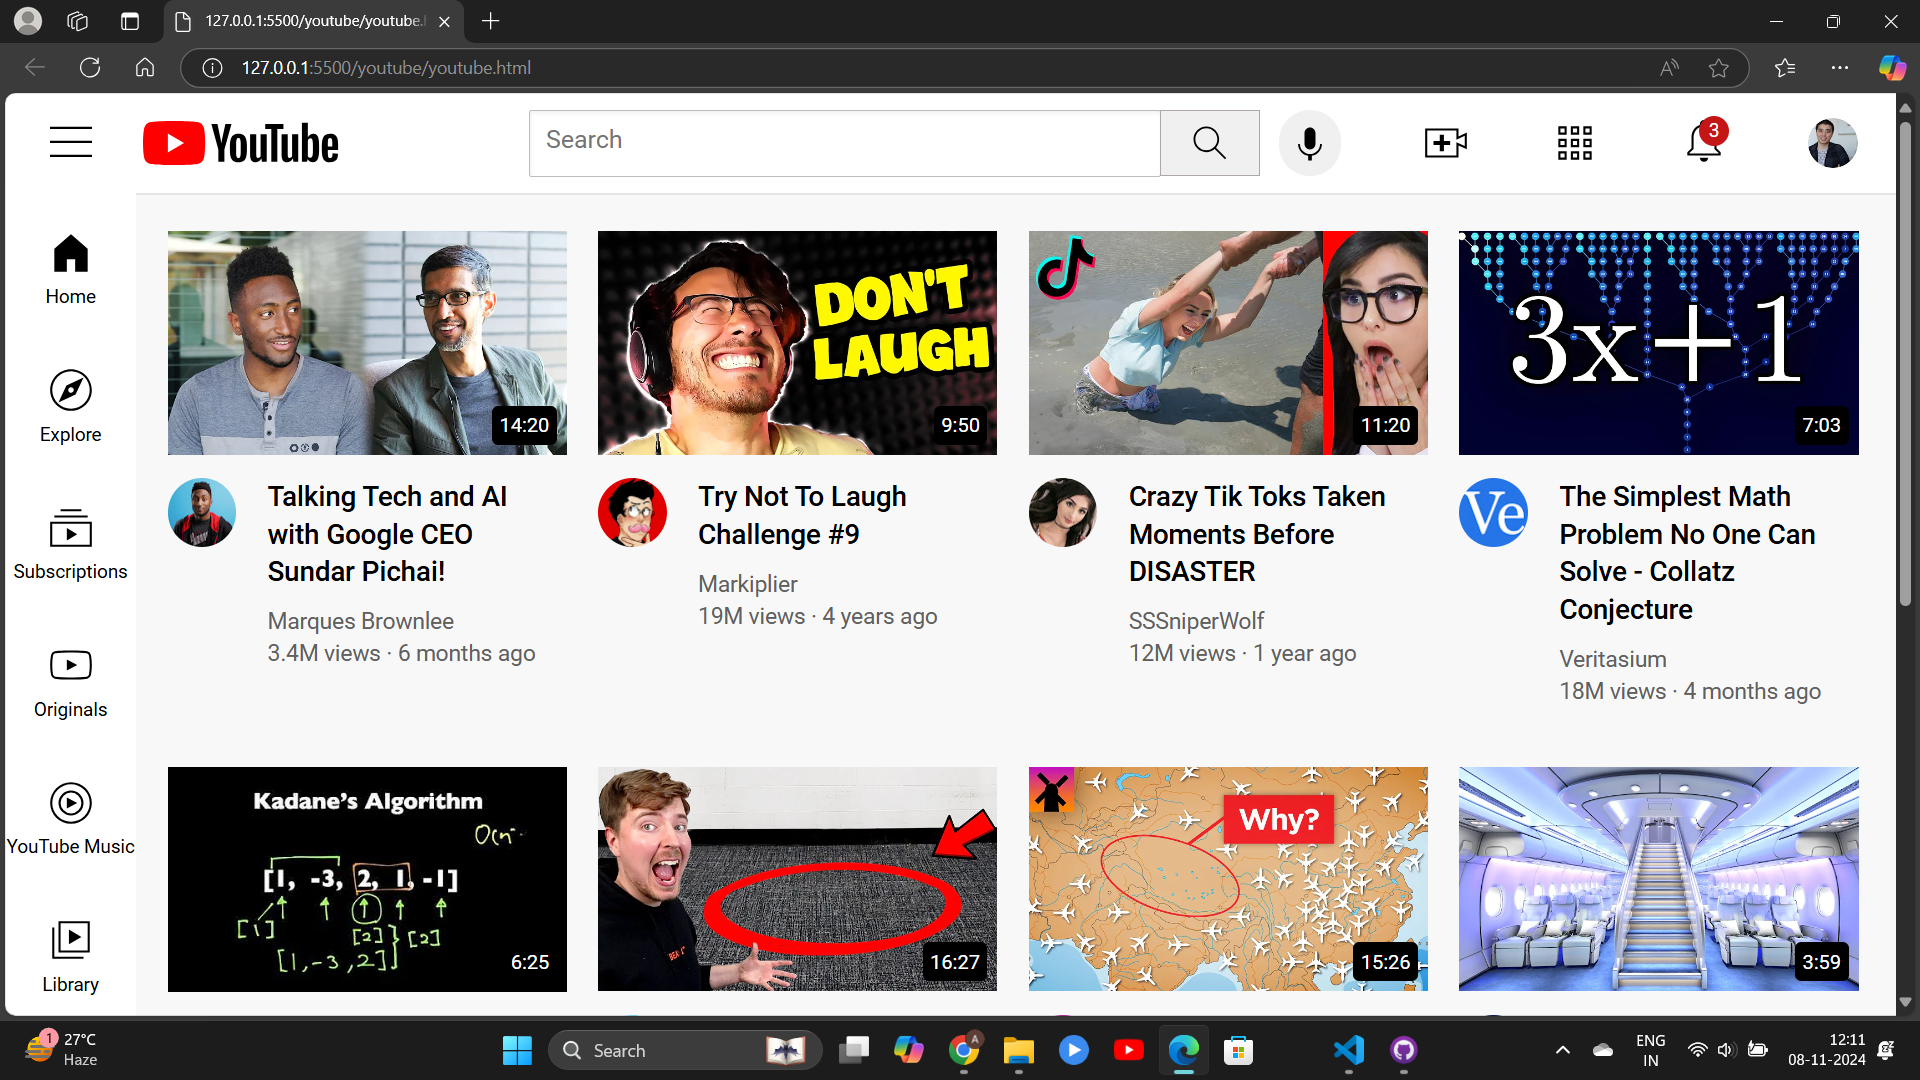 127.0.0.1:5500/youtube/youtube.
127.0.0.1:5500/youtube/youtube.html
YouTube
Search
3
Home
Explore
Subscriptions
Originals
YouTube Music
Library
14:20
DON'T
LAUGH
9:50
11:20
3x+1
7:03
Talking Tech and AI
with Google CEO
Sundar Pichai!
Marques Brownlee
3.4M views · 6 months ago
Try Not To Laugh
Challenge #9
Markiplier
19M views · 4 years ago
Crazy Tik Toks Taken
Moments Before
DISASTER
SSSniperWolf
12M views · 1 year ago
Ve
The Simplest Math
Problem No One Can
Solve - Collatz
Conjecture
Veritasium
18M views · 4 months ago
Kadane's Algorithm
[1, -3, 2, 1, -1]
[1]
[2]
[2]
[1,-3,2]
6:25
16:27
Why?
15:26
3:59
1
27°C
Haze
Search
A
ENG
IN
12:11
08-11-2024